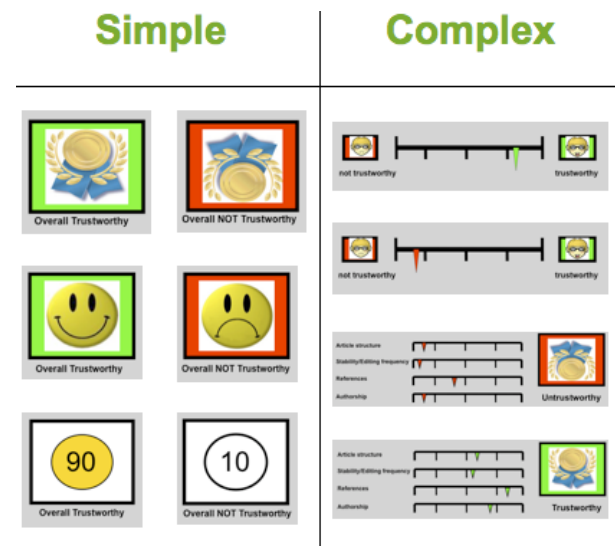 Simple
Complex
Overall Trustworthy
Overall NOT Trustworthy
Overall Trustworthy
Overall NOT Trustworthy
90
10
Overall Trustworthy
Overall NOT Trustworthy
not trustworthy
trustworthy
not trustworthy
trustworthy
Article structure
Stability/Editing frequency
References
Authorship
Untrustworthy
Article structure
Stability/Editing frequency
References
Authorship
Trustworthy